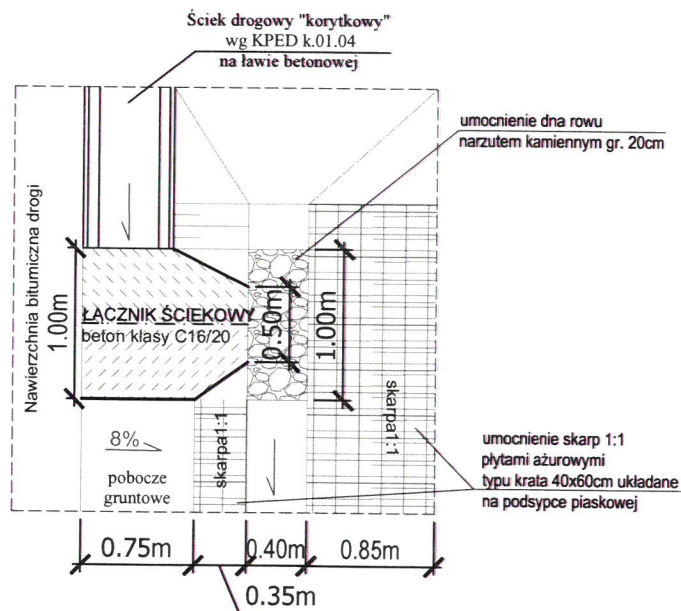 Ściek drogowy "korytkowy"
wg KPED k.01.04
na ławie betonowej
umocnienie dna rowu
narzutem kamiennym gr. 20cm
Nawierzchnia bitumiczna drogi
1.00m
ŁACZNIK ŚCIEKOWY
beton klasy C16/20
0.50m
1.00m
skarpa1:1
skarpa1:1
8%
pobocze
gruntowe
umocnienie skarp 1:1
płytami ażurowymi
typu krata 40x60cm układane
na podsypce piaskowej
0.75m
0.40m
0.85m
0.35m